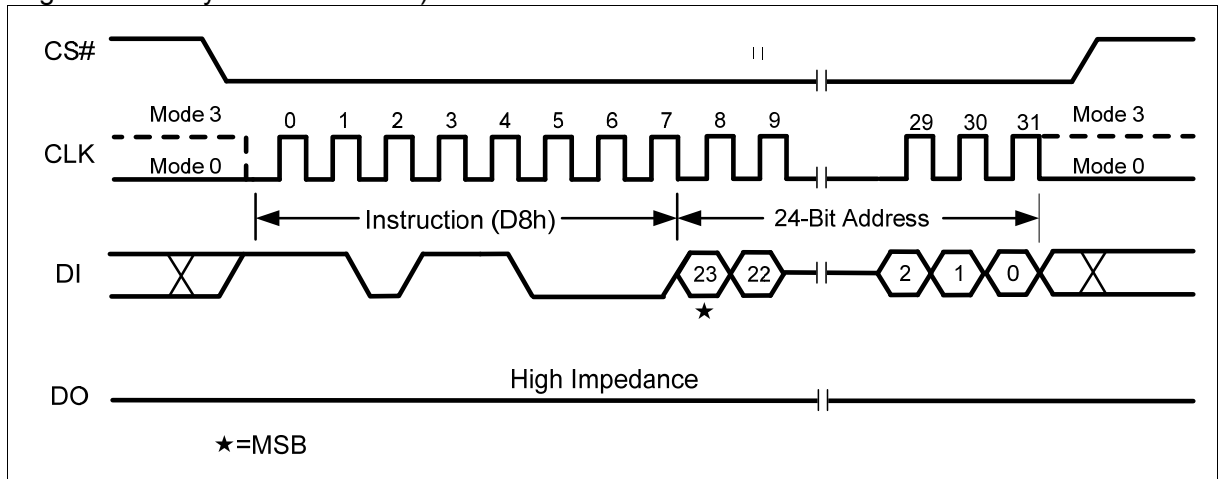 CS#
Mode 3 0 1 2 3 4 5 6 7 8 9 29 30 31 Mode 3
CLK
Mode 0 Mode 0
Instruction (D8h) 24-Bit Address
DI 23 22 2 1 0
★
High Impedance
DO
★=MSB